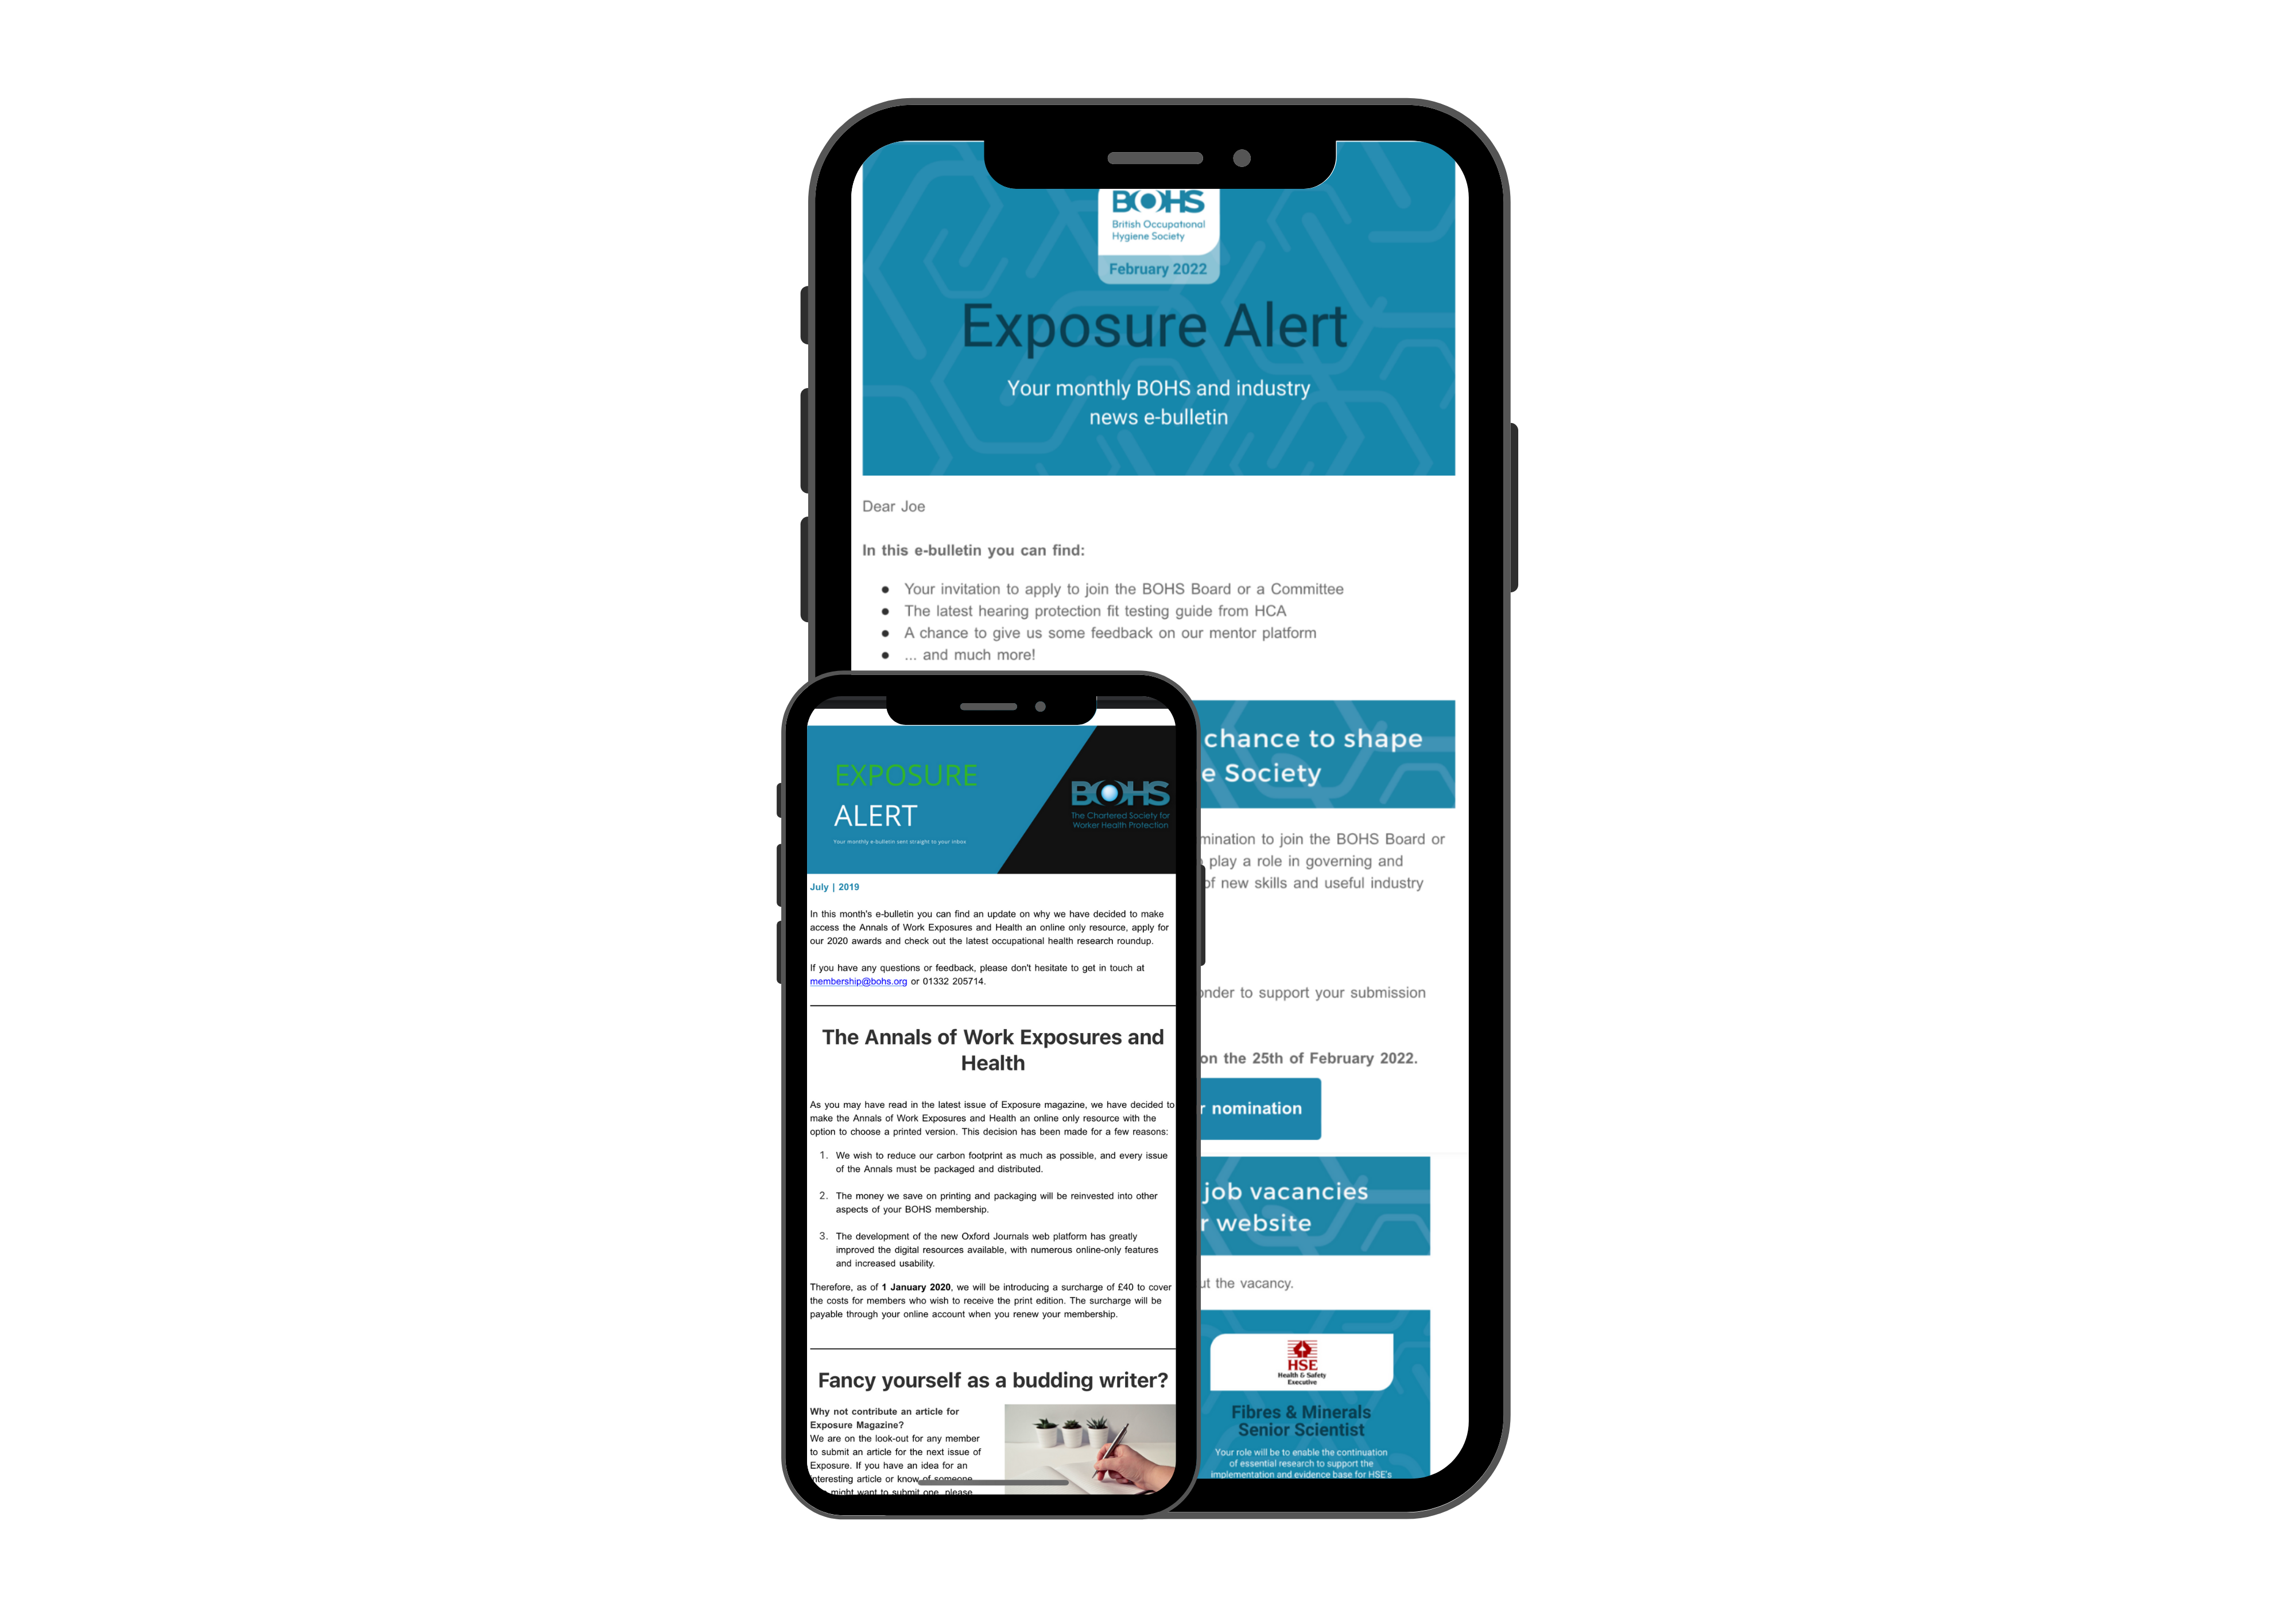 BOHS
British Occupational
Hygiene Society
February 2022
Exposure Alert
Your monthly BOHS and industry
news e-bulletin
Dear Joe
In this e-bulletin you can find:
● Your invitation to apply to join the BOHS Board or a Committee
● The latest hearing protection fit testing guide from HCA
● A chance to give us some feedback on our mentor platform
● ... and much more!
chance to shape
e Society
mination to join the BOHS Board or
play a role in governing and
of new skills and useful industry
onder to support your submission
on the 25th of February 2022.
r nomination
job vacancies
r website
ut the vacancy.
HSE
Health & Safety
Executive
Fibres & Minerals
Senior Scientist
Your role will be to enable the continuation
of essential research to support the
implementation and evidence base for HSE's
EXPOSURE
ALERT
Your monthly e-bulletin sent straight to your inbox
BOHS
The Chartered Society for
Worker Health Protection
July | 2019
In this month's e-bulletin you can find an update on why we have decided to make
access the Annals of Work Exposures and Health an online only resource, apply for
our 2020 awards and check out the latest occupational health research roundup.
If you have any questions or feedback, please don't hesitate to get in touch at
membership@bohs.org or 01332 205714.
The Annals of Work Exposures and
Health
As you may have read in the latest issue of Exposure magazine, we have decided to
make the Annals of Work Exposures and Health an online only resource with the
option to choose a printed version. This decision has been made for a few reasons:
1. We wish to reduce our carbon footprint as much as possible, and every issue
of the Annals must be packaged and distributed.
2. The money we save on printing and packaging will be reinvested into other
aspects of your BOHS membership.
3. The development of the new Oxford Journals web platform has greatly
improved the digital resources available, with numerous online-only features
and increased usability.
Therefore, as of 1 January 2020, we will be introducing a surcharge of £40 to cover
the costs for members who wish to receive the print edition. The surcharge will be
payable through your online account when you renew your membership.
Fancy yourself as a budding writer?
Why not contribute an article for
Exposure Magazine?
We are on the look-out for any member
to submit an article for the next issue of
Exposure. If you have an idea for an
interesting article or know of someone
might want to submit one, please